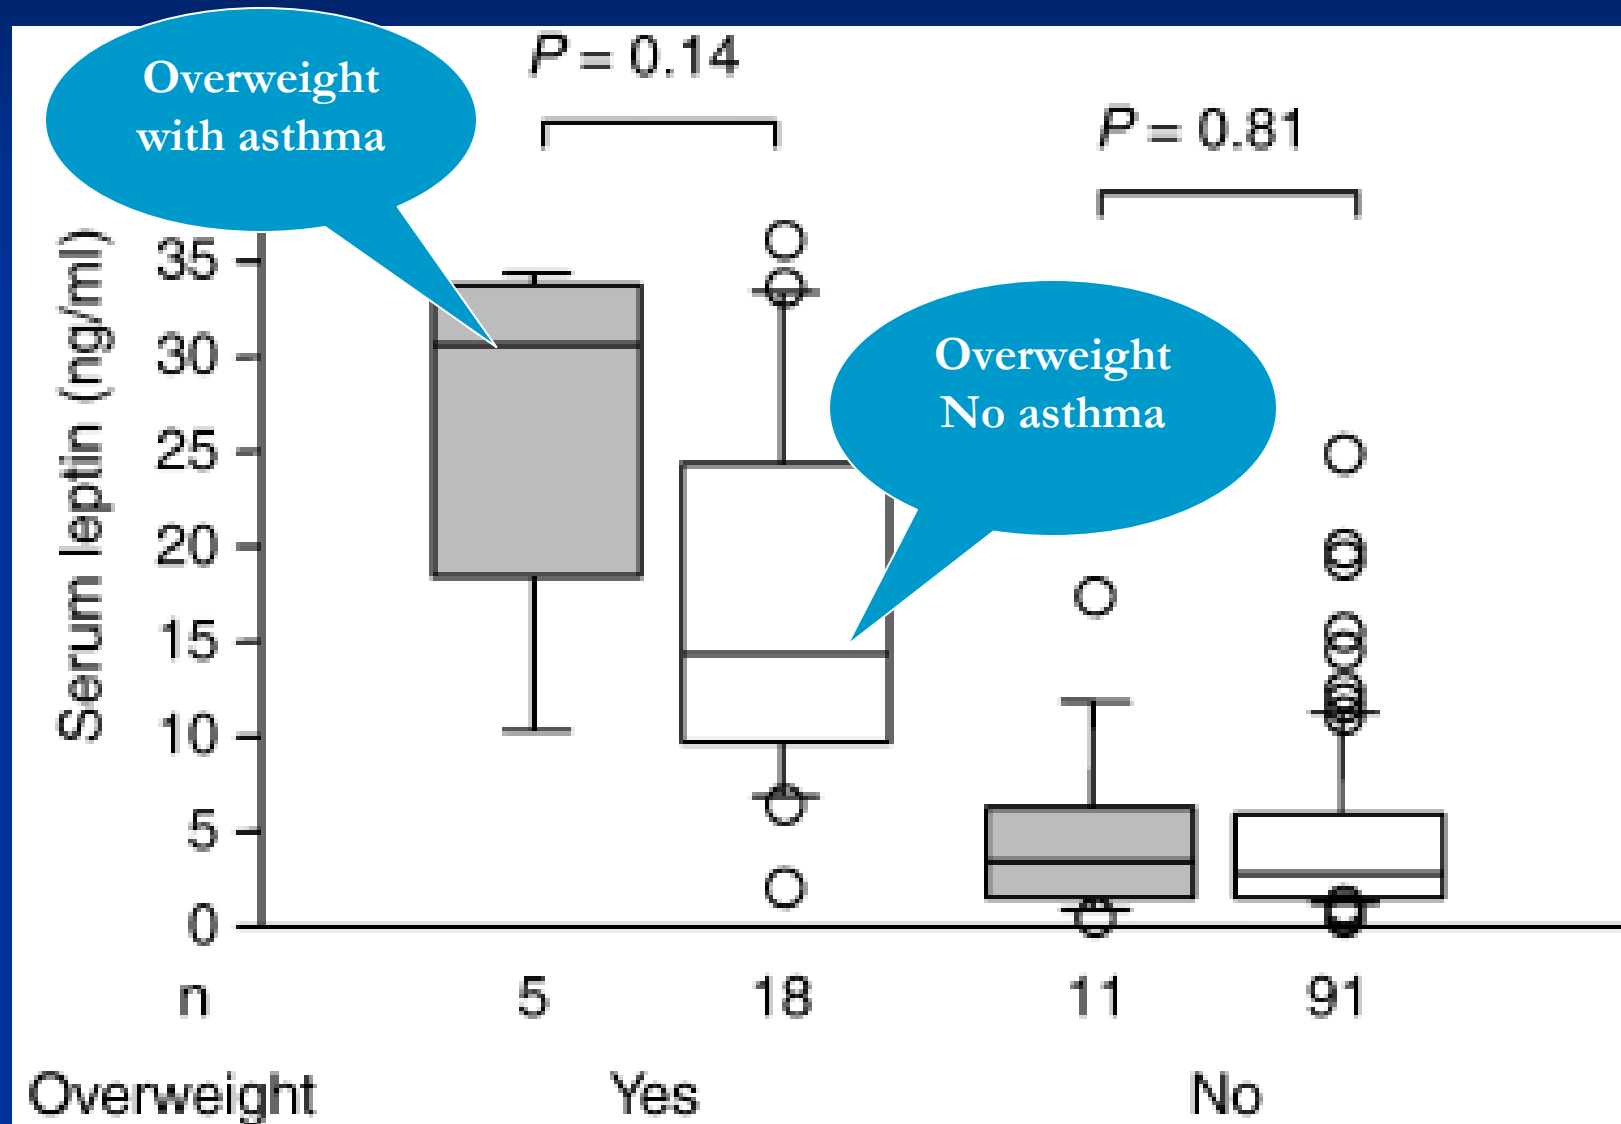 Overweight
with asthma
P = 0.14
P = 0.81
Serum leptin (ng/ml)
35
30
25
20
15
10
5
0
Overweight
No asthma
n 5 18 11 91
Overweight Yes No